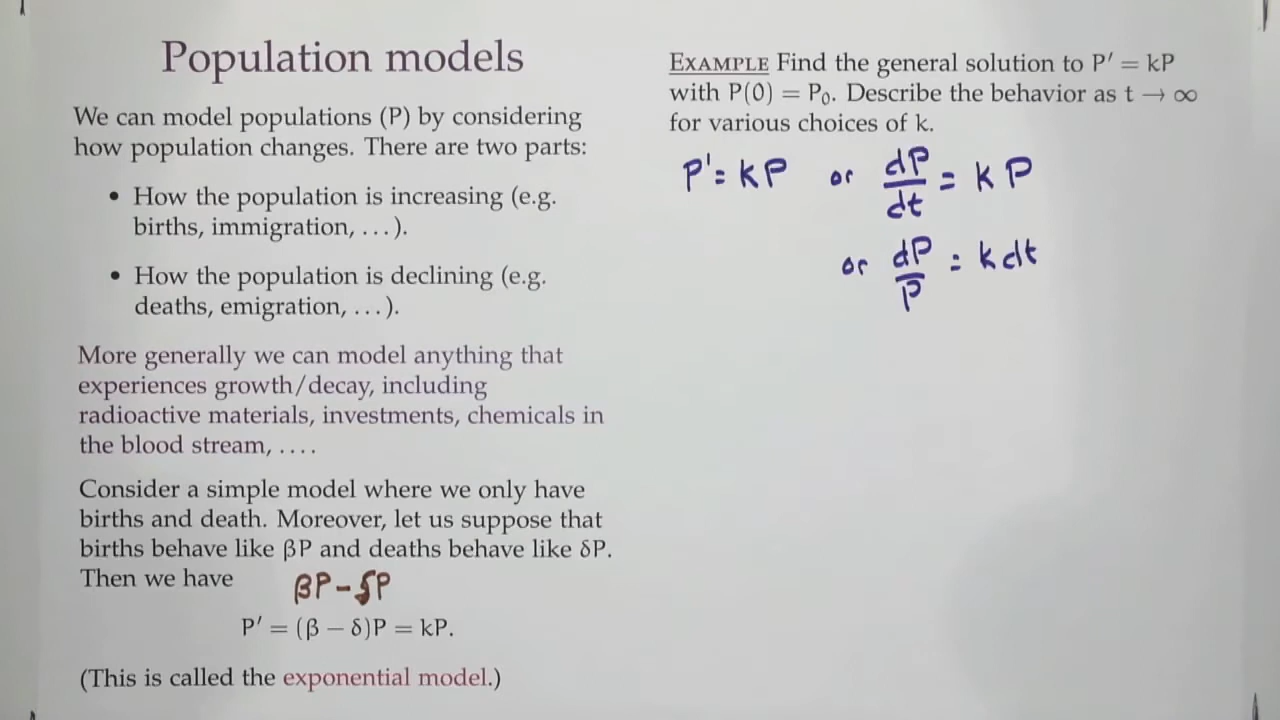 Population models
We can model populations (P) by considering
how population changes. There are two parts:
• How the population is increasing (e.g.
births, immigration, ...).
• How the population is declining (e.g.
deaths, emigration, ...).
More generally we can model anything that
experiences growth/decay, including
radioactive materials, investments, chemicals in
the blood stream, ....
Consider a simple model where we only have
births and death. Moreover, let us suppose that
births behave like βP and deaths behave like δP.
Then we have
βP - δP
P′ = (β − δ)P = kP.
(This is called the exponential model.)
EXAMPLE Find the general solution to P′ = kP
with P(0) = P₀. Describe the behavior as t → ∞
for various choices of k.
P' = kP or dP/dt = kP
or dP/P = k dt